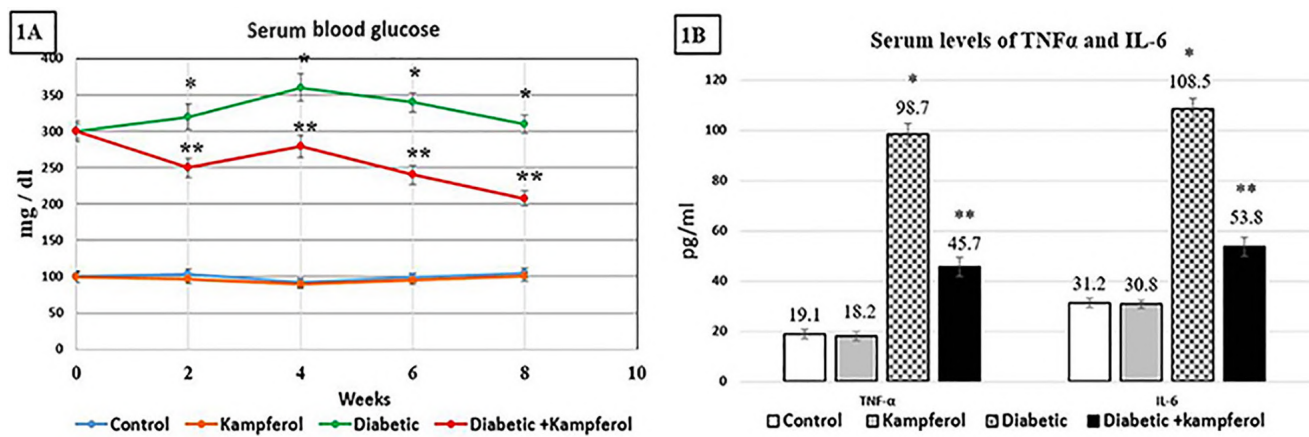 1A
Serum blood glucose
400
350
300
250
200
150
100
50
0
mg / dl
* * * *
** ** ** **
0 2 4 6 8 10
Weeks
Control Kampferol Diabetic Diabetic +Kampferol
1B
Serum levels of TNFα and IL-6
120
100
80
60
40
20
0
pg/ml
* *
98.7 108.5
** **
45.7 53.8
19.1 18.2 31.2 30.8
TNF-α IL-6
Control Kampferol Diabetic Diabetic +kampferol